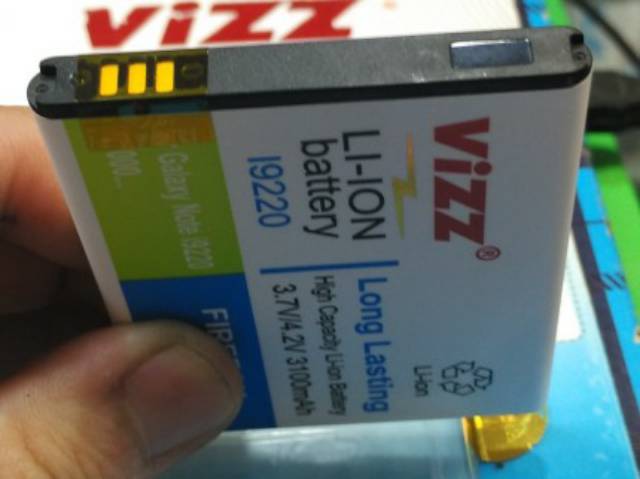 VIZZ
VIZZ®
LI-ION
battery
I9220
Long Lasting
High Capacity Li-ion Battery
3.7V/4.2V 3100mAh
Li-ion
Galaxy Note I9220
000...